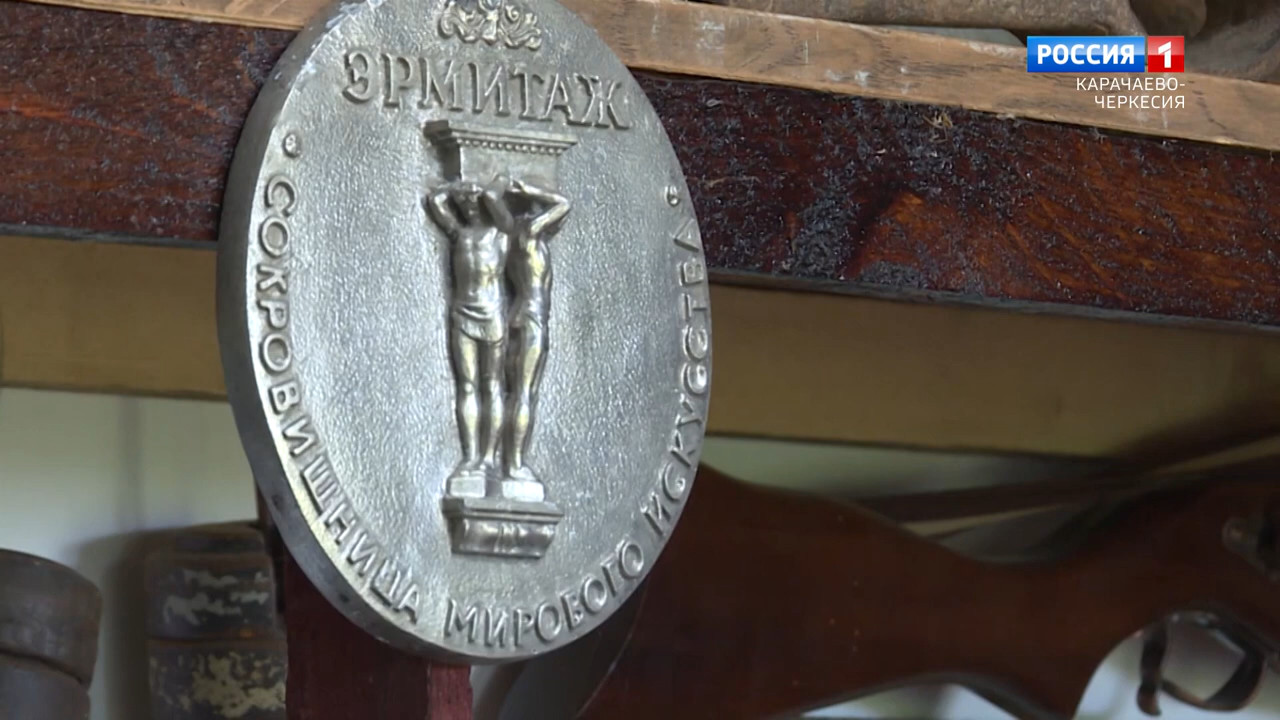 ЭРМИТАЖ
• СОКРОВИЩНИЦА МИРОВОГО ИСКУССТВА •
РОССИЯ 1
КАРАЧАЕВО-
ЧЕРКЕСИЯ